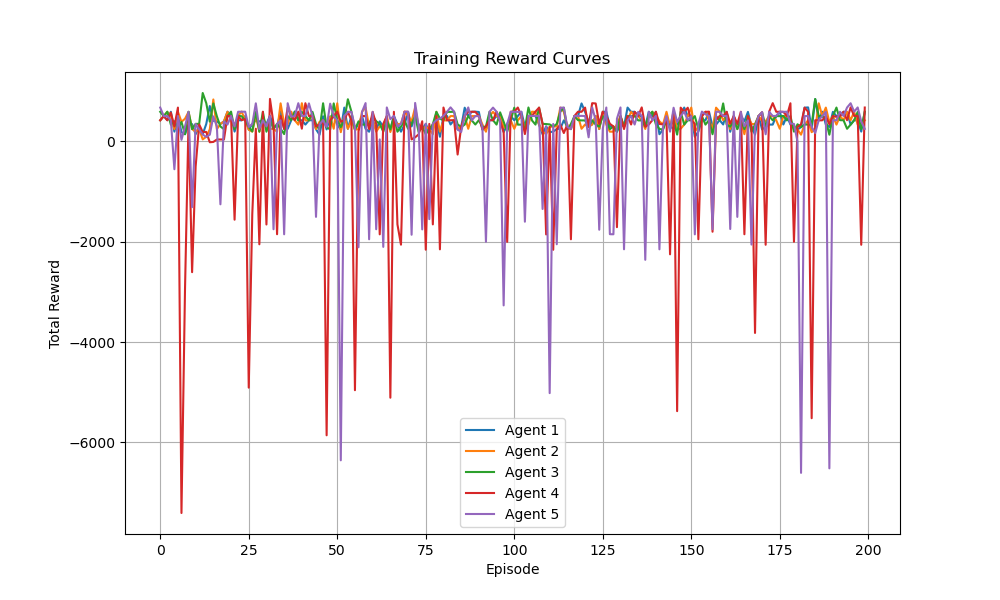 Training Reward Curves
Total Reward
0
−2000
−4000
−6000
Agent 1
Agent 2
Agent 3
Agent 4
Agent 5
0 25 50 75 100 125 150 175 200
Episode